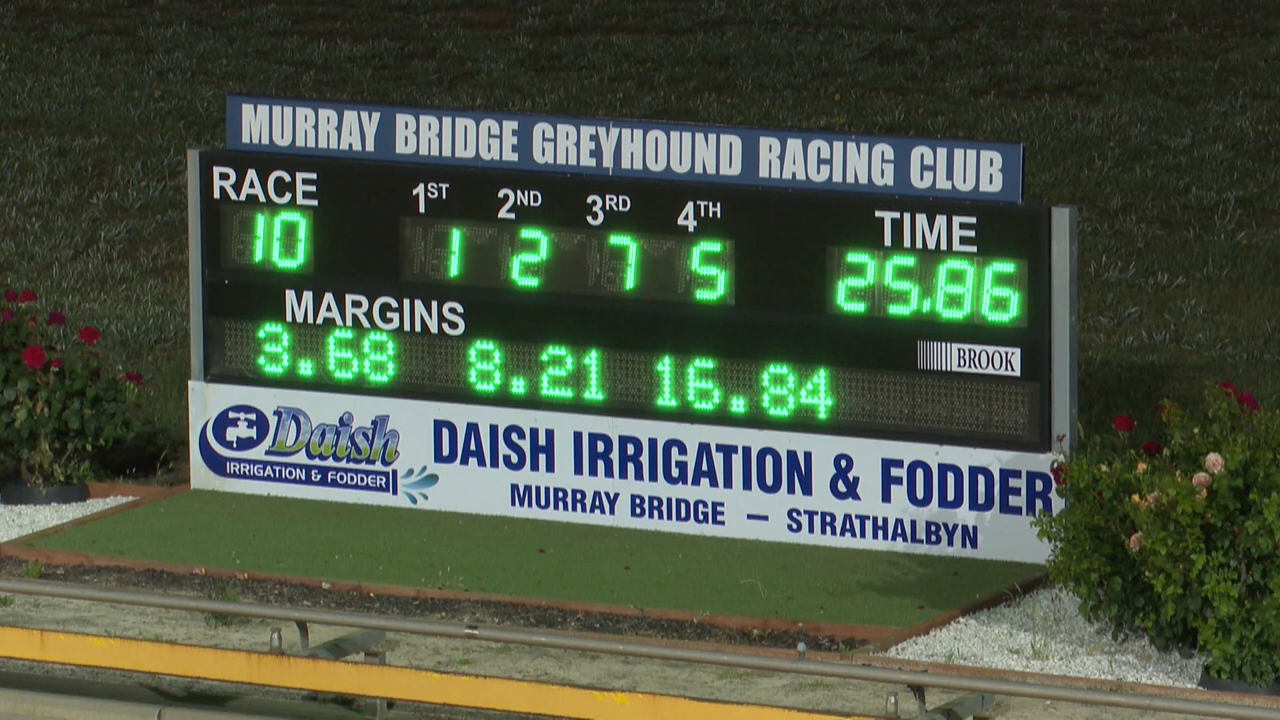 MURRAY BRIDGE GREYHOUND RACING CLUB
RACE 1ST 2ND 3RD 4TH TIME
10 1 2 7 5 25.86
MARGINS
3.68 8.21 16.84
BROOK
Daish
IRRIGATION & FODDER
DAISH IRRIGATION & FODDER
MURRAY BRIDGE — STRATHALBYN